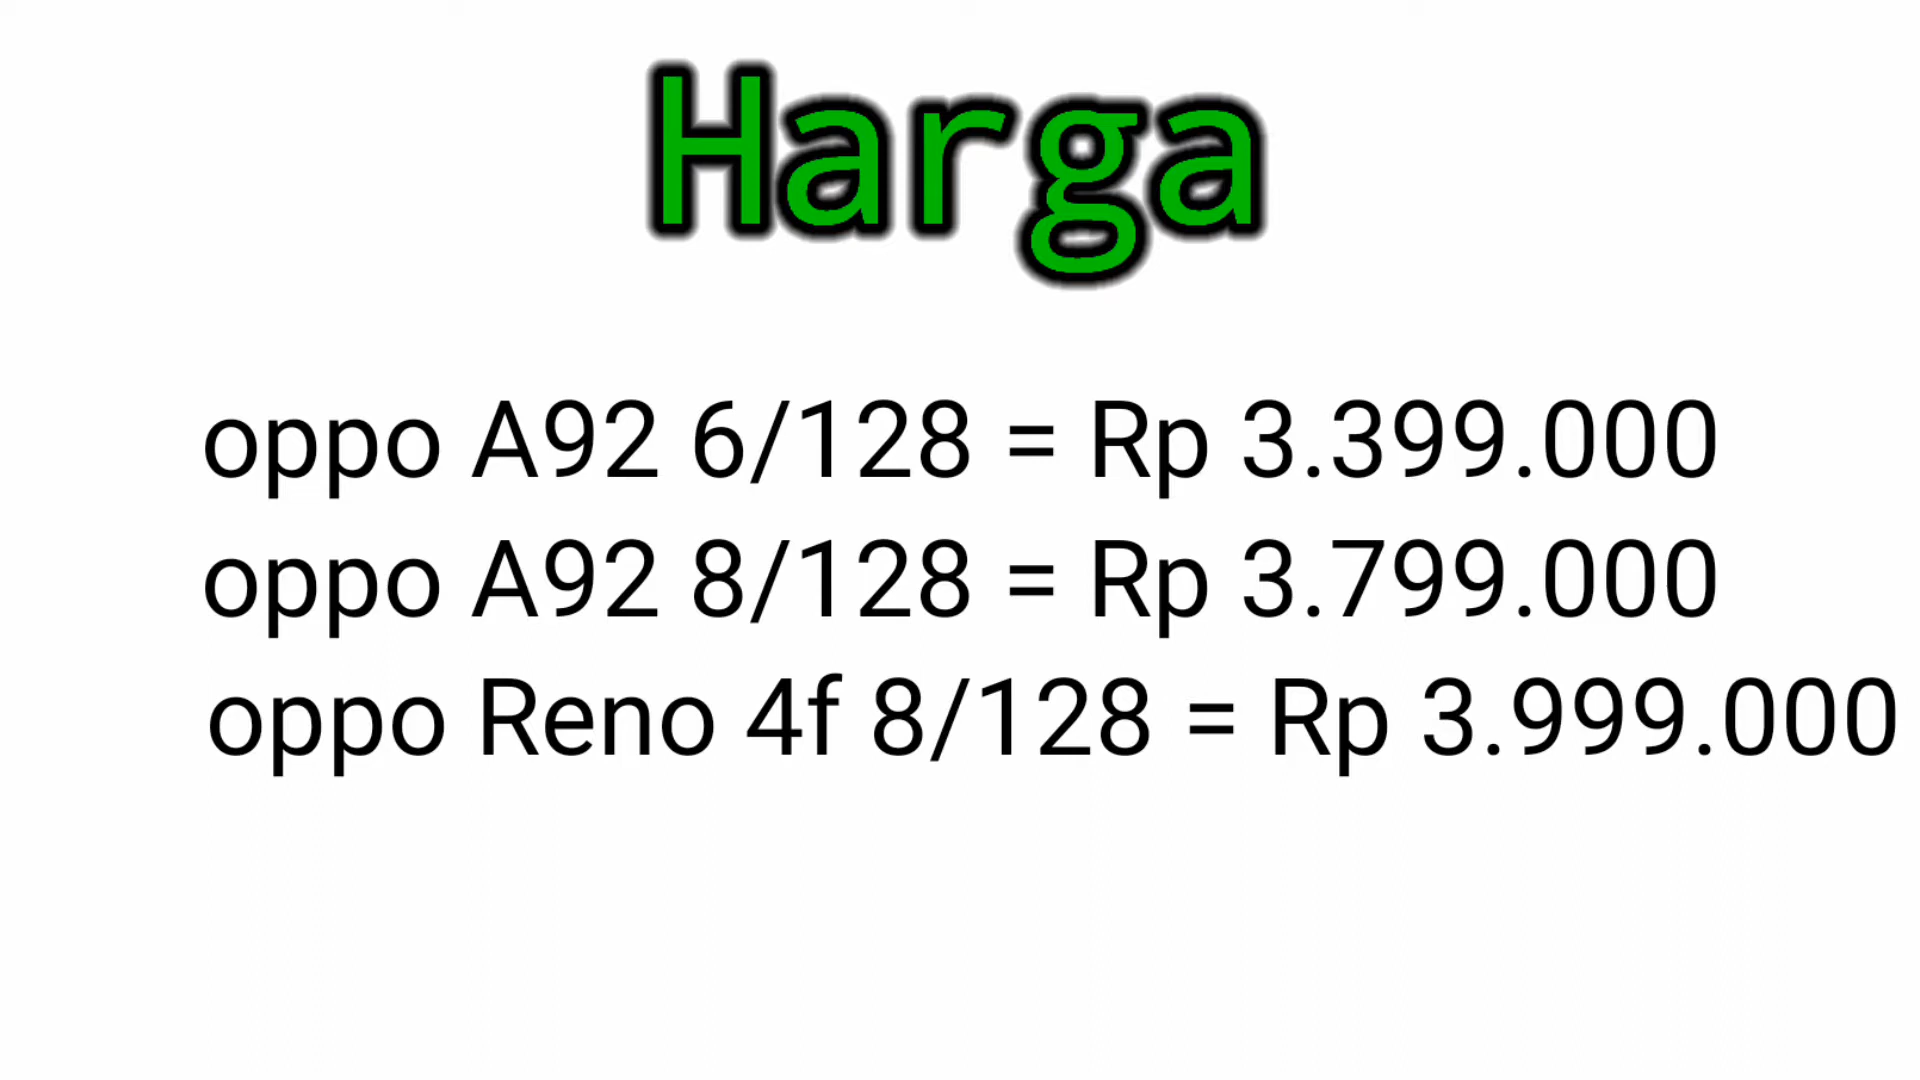 Harga
oppo A92 6/128 = Rp 3.399.000
oppo A92 8/128 = Rp 3.799.000
oppo Reno 4f 8/128 = Rp 3.999.000